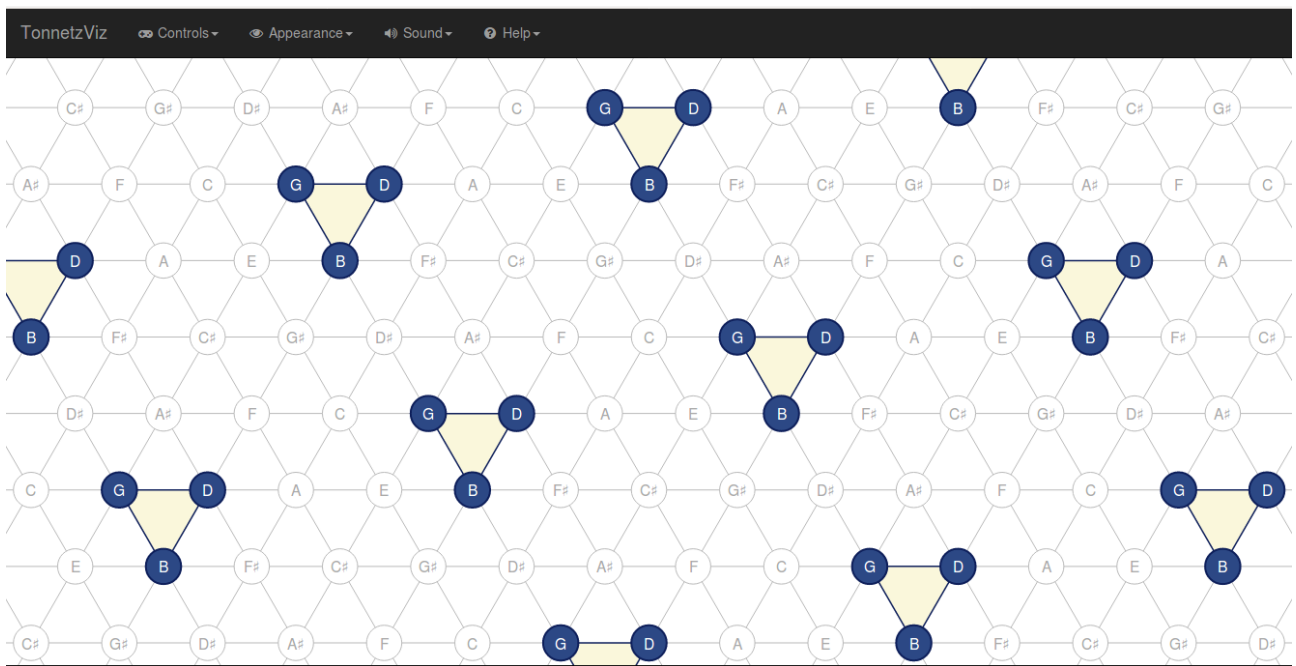 TonnetzViz Controls Appearance Sound Help
C♯ G♯ D♯ A♯ F C G D A E B F♯ C♯ G♯
A♯ F C G D A E B F♯ C♯ G♯ D♯ A♯ F C
D A E B F♯ C♯ G♯ D♯ A♯ F C G D A
B F♯ C♯ G♯ D♯ A♯ F C G D A E B F♯ C♯
D♯ A♯ F C G D A E B F♯ C♯ G♯ D♯ A♯
C G D A E B F♯ C♯ G♯ D♯ A♯ F C G D
E B F♯ C♯ G♯ D♯ A♯ F C G D A E B
C♯ G♯ D♯ A♯ F C G D A E B F♯ C♯ G♯ D♯